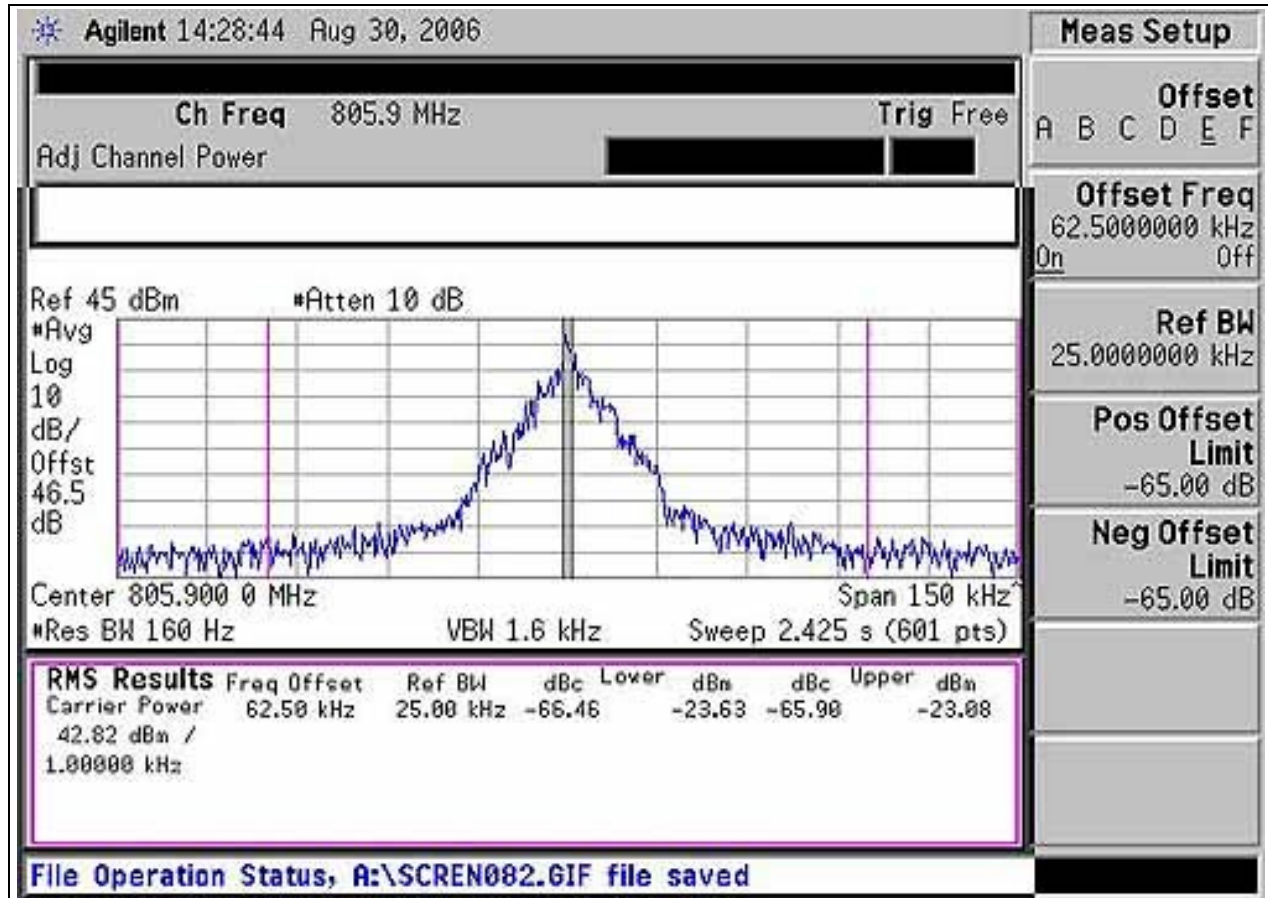 Agilent 14:28:44 Aug 30, 2006
Ch Freq 805.9 MHz Trig Free
Adj Channel Power
Ref 45 dBm #Atten 10 dB
#Avg
Log
10
dB/
Offst
46.5
dB
Center 805.900 0 MHz Span 150 kHz^
#Res BW 160 Hz VBW 1.6 kHz Sweep 2.425 s (601 pts)
RMS Results Freq Offset Ref BW dBc Lower dBm dBc Upper dBm
Carrier Power 62.50 kHz 25.00 kHz -66.46 -23.63 -65.90 -23.08
42.82 dBm /
1.00000 kHz
File Operation Status, A:\SCREN082.GIF file saved
Meas Setup
Offset
A B C D E F
Offset Freq
62.5000000 kHz
On Off
Ref BW
25.0000000 kHz
Pos Offset
Limit
-65.00 dB
Neg Offset
Limit
-65.00 dB